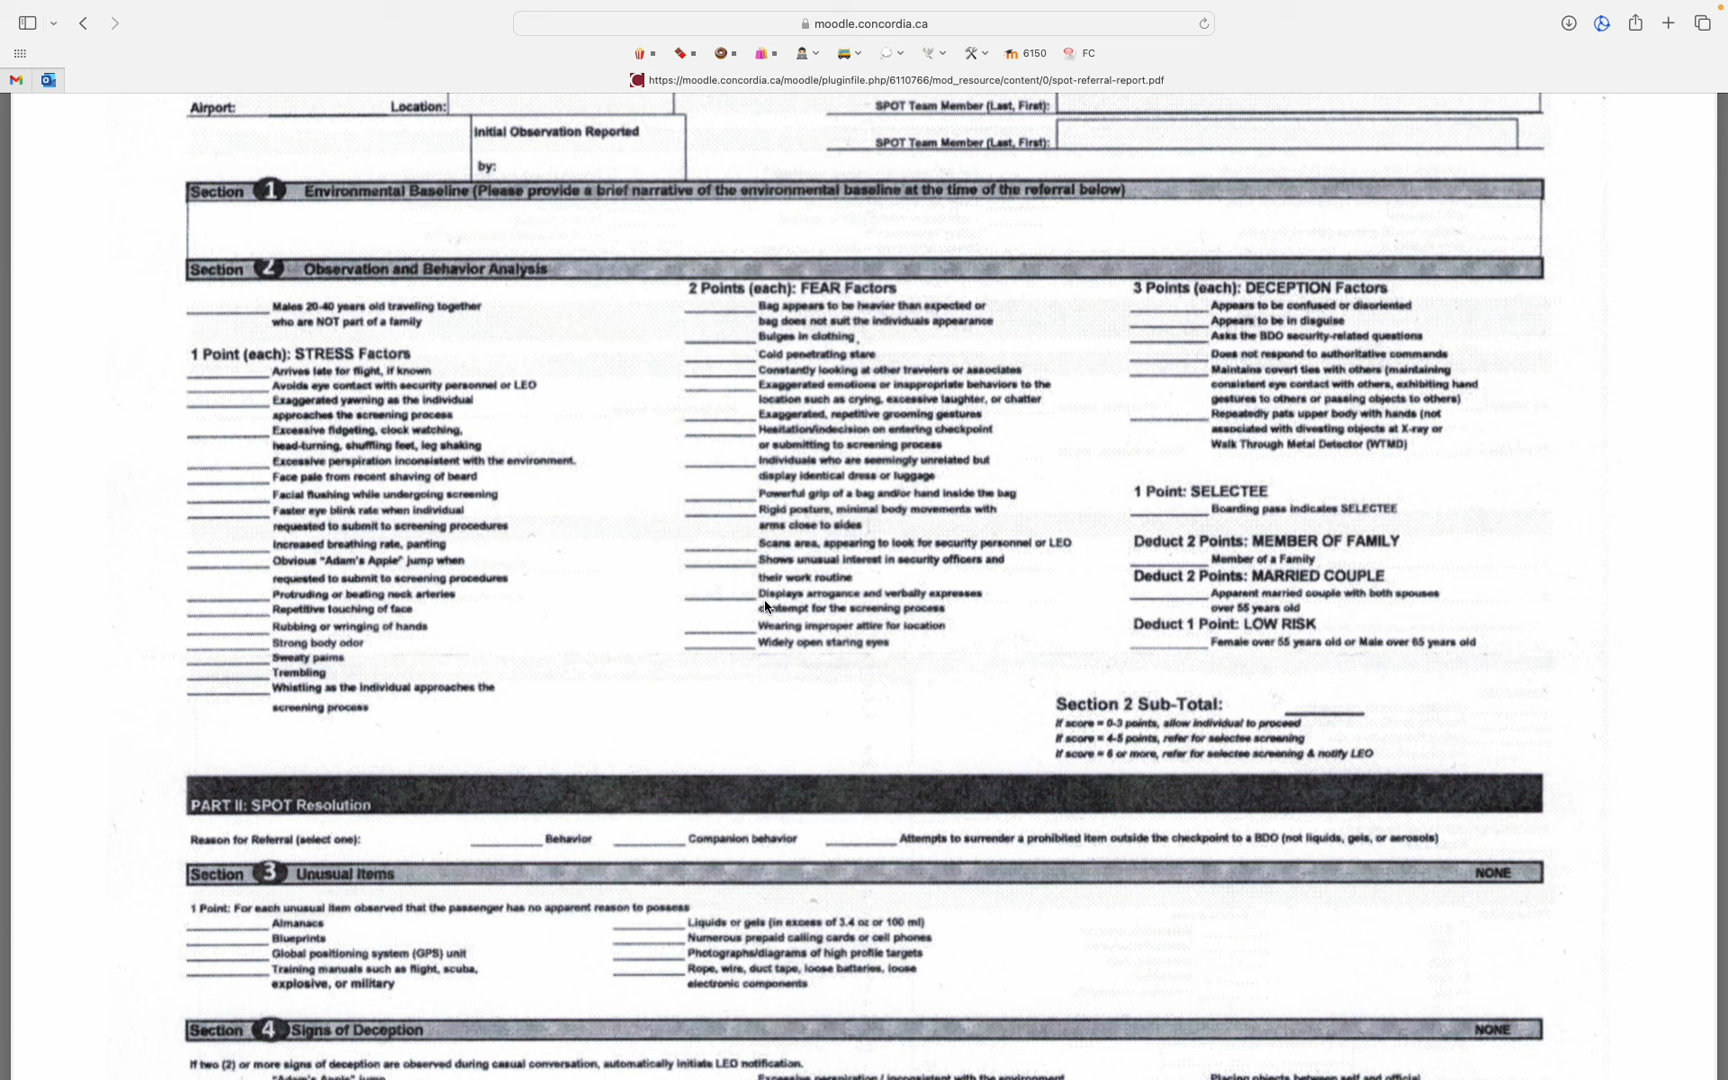 moodle.concordia.ca
6150
FC
https://moodle.concordia.ca/moodle/pluginfile.php/6110766/mod_resource/content/0/spot-referral-report.pdf
Airport:
Location:
SPOT Team Member (Last, First):
Initial Observation Reported
by:
SPOT Team Member (Last, First):
Section 1 Environmental Baseline (Please provide a brief narrative of the environmental baseline at the time of the referral below)
Section 2 Observation and Behavior Analysis
Males 20-40 years old traveling together
who are NOT part of a family
1 Point (each): STRESS Factors
Arrives late for flight, if known
Avoids eye contact with security personnel or LEO
Exaggerated yawning as the individual
approaches the screening process
Excessive fidgeting, clock watching,
head-turning, shuffling feet, leg shaking
Excessive perspiration inconsistent with the environment.
Face pale from recent shaving of beard
Facial flushing while undergoing screening
Faster eye blink rate when individual
requested to submit to screening procedures
Increased breathing rate, panting
Obvious "Adam's Apple" jump when
requested to submit to screening procedures
Protruding or beating neck arteries
Repetitive touching of face
Rubbing or wringing of hands
Strong body odor
Sweaty palms
Trembling
Whistling as the individual approaches the
screening process
2 Points (each): FEAR Factors
Bag appears to be heavier than expected or
bag does not suit the individuals appearance
Bulges in clothing
Cold penetrating stare
Constantly looking at other travelers or associates
Exaggerated emotions or inappropriate behaviors to the
location such as crying, excessive laughter, or chatter
Exaggerated, repetitive grooming gestures
Hesitation/indecision on entering checkpoint
or submitting to screening process
Individuals who are seemingly unrelated but
display identical dress or luggage
Powerful grip of a bag and/or hand inside the bag
Rigid posture, minimal body movements with
arms close to sides
Scans area, appearing to look for security personnel or LEO
Shows unusual interest in security officers and
their work routine
Displays arrogance and verbally expresses
contempt for the screening process
Wearing improper attire for location
Widely open staring eyes
3 Points (each): DECEPTION Factors
Appears to be confused or disoriented
Appears to be in disguise
Asks the BDO security-related questions
Does not respond to authoritative commands
Maintains covert ties with others (maintaining
consistent eye contact with others, exhibiting hand
gestures to others or passing objects to others)
Repeatedly pats upper body with hands (not
associated with divesting objects at X-ray or
Walk Through Metal Detector (WTMD)
1 Point: SELECTEE
Boarding pass indicates SELECTEE
Deduct 2 Points: MEMBER OF FAMILY
Member of a Family
Deduct 2 Points: MARRIED COUPLE
Apparent married couple with both spouses
over 55 years old
Deduct 1 Point: LOW RISK
Female over 55 years old or Male over 65 years old
Section 2 Sub-Total:
If score = 0-3 points, allow individual to proceed
If score = 4-5 points, refer for selectee screening
If score = 6 or more, refer for selectee screening & notify LEO
PART II: SPOT Resolution
Reason for Referral (select one): Behavior Companion behavior Attempts to surrender a prohibited item outside the checkpoint to a BDO (not liquids, gels, or aerosols)
Section 3 Unusual Items NONE
1 Point: For each unusual item observed that the passenger has no apparent reason to possess
Almanacs
Blueprints
Global positioning system (GPS) unit
Training manuals such as flight, scuba,
explosive, or military
Liquids or gels (in excess of 3.4 oz or 100 ml)
Numerous prepaid calling cards or cell phones
Photographs/diagrams of high profile targets
Rope, wire, duct tape, loose batteries, loose
electronic components
Section 4 Signs of Deception NONE
If two (2) or more signs of deception are observed during casual conversation, automatically initiate LEO notification.
"Adam's Apple" jump
Excessive perspiration / inconsistent with the environment
Placing objects between self and official